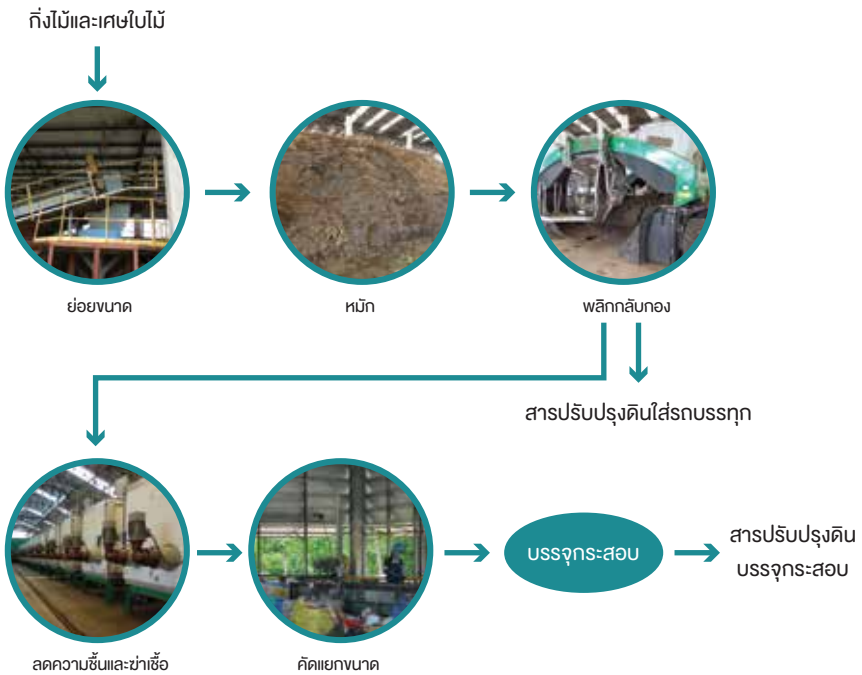 กิ่งไม้และเศษใบไม้
ย่อยขนาด
หมัก
พลิกกลับกอง
สารปรับปรุงดินใส่รถบรรทุก
ลดความชื้นและฆ่าเชื้อ
คัดแยกขนาด
บรรจุกระสอบ
สารปรับปรุงดิน
บรรจุกระสอบ